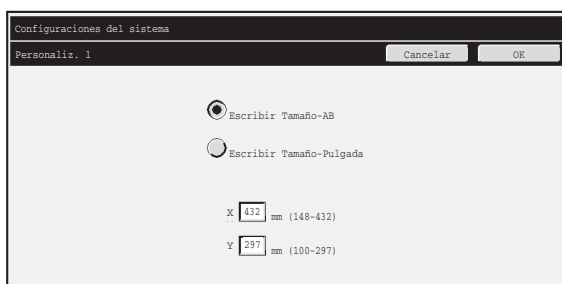 Configuraciones del sistema
Personaliz. 1 Cancelar OK
Escribir Tamaño-AB
Escribir Tamaño-Pulgada
X 432 mm (148-432)
Y 297 mm (100-297)